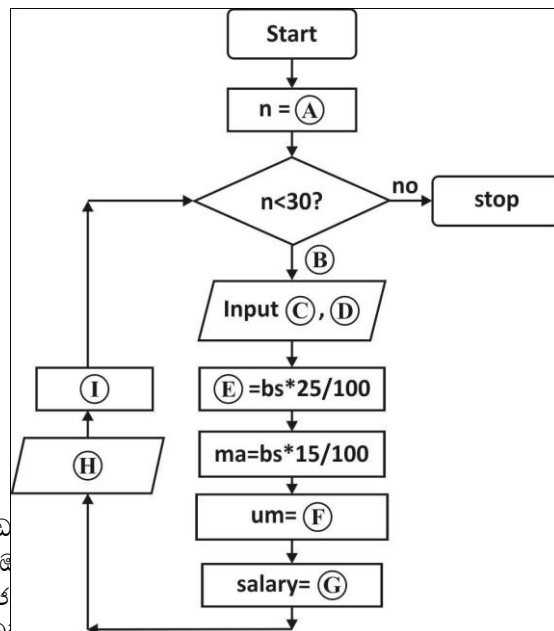 Start
n = Ⓐ
n<30?
no
stop
Ⓑ
Input Ⓒ , Ⓓ
Ⓔ =bs*25/100
Ⓘ
ma=bs*15/100
Ⓗ
um= Ⓕ
salary= Ⓖ